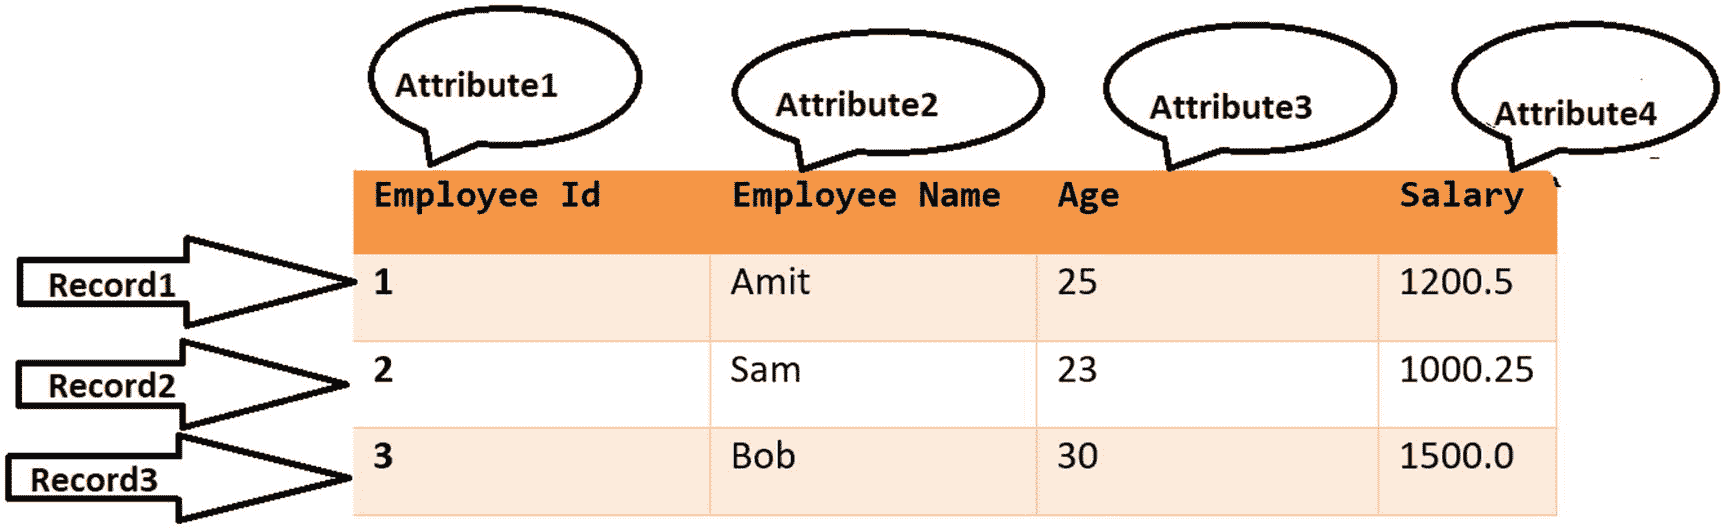 Attribute1 Attribute2 Attribute3 Attribute4
Employee Id Employee Name Age Salary
Record1 1 Amit 25 1200.5
Record2 2 Sam 23 1000.25
Record3 3 Bob 30 1500.0